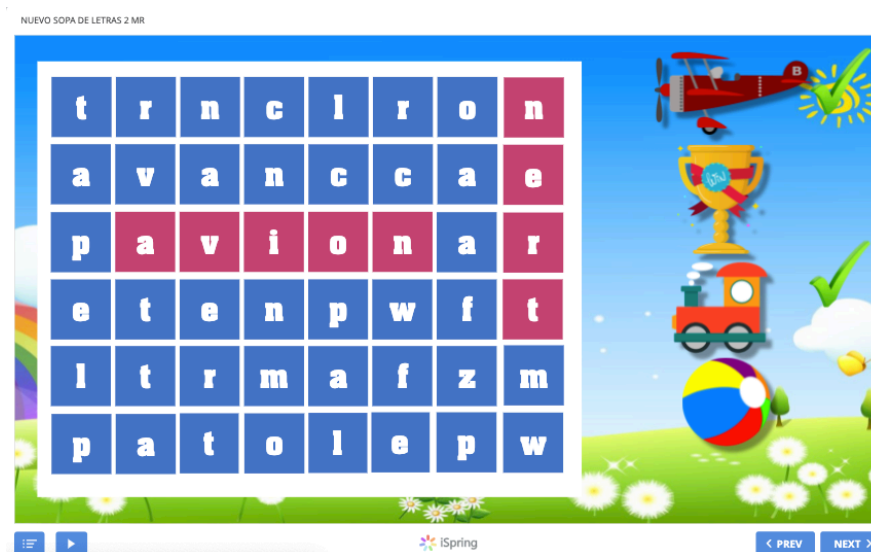 NUEVO SOPA DE LETRAS 2 MR
t r n c l r o n
a v a n c c a e
p a v i o n a r
e t e n p w f t
l t r m a f z m
p a t o l e p w
B
iSpring
PREV
NEXT